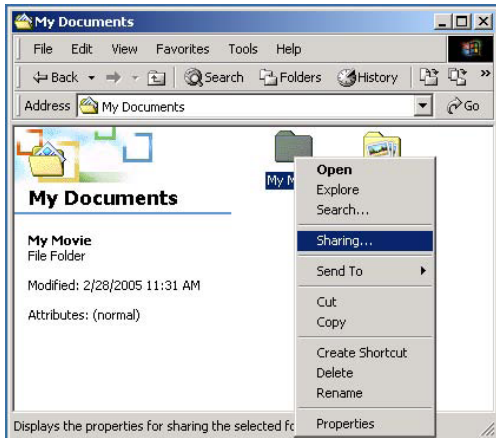 My Documents
File Edit View Favorites Tools Help
Back Search Folders History »
Address My Documents Go
My Documents
My M
My Movie
File Folder
Modified: 2/28/2005 11:31 AM
Attributes: (normal)
Open
Explore
Search...
Sharing...
Send To
Cut
Copy
Create Shortcut
Delete
Rename
Properties
Displays the properties for sharing the selected fo